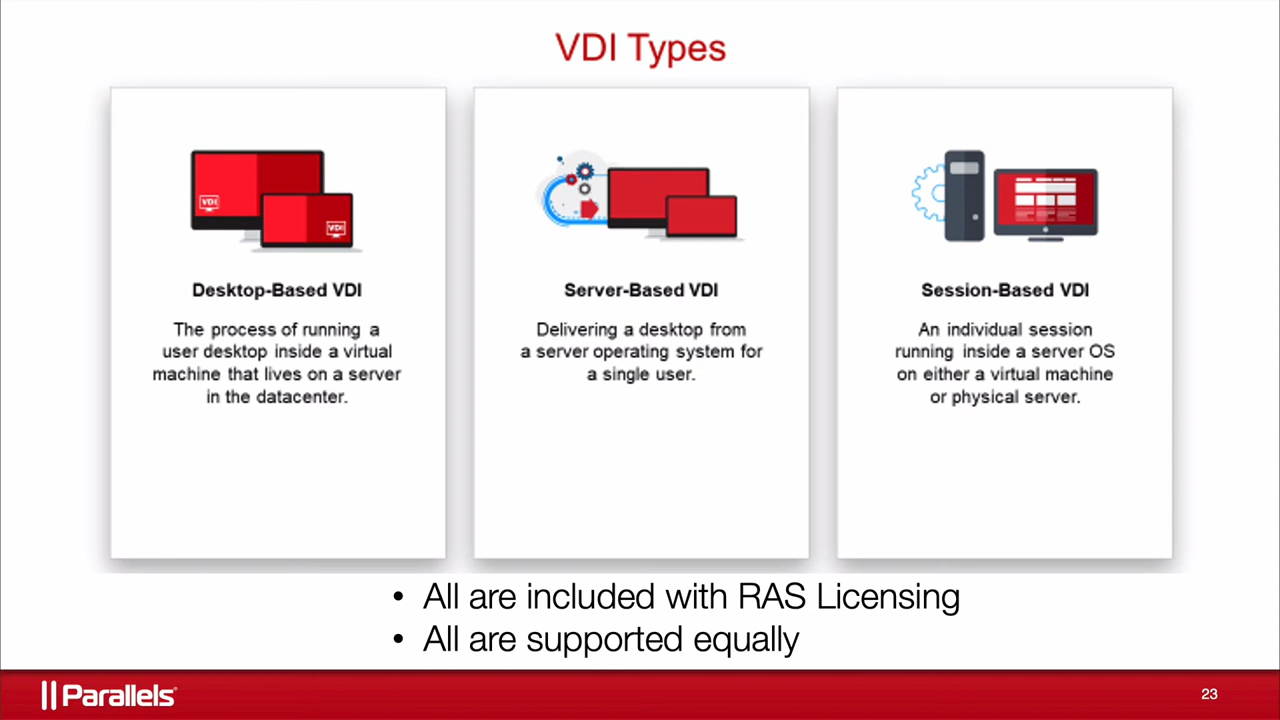 VDI Types
VDI
VDI
Desktop-Based VDI
The process of running a
user desktop inside a virtual
machine that lives on a server
in the datacenter.
Server-Based VDI
Delivering a desktop from
a server operating system for
a single user.
Session-Based VDI
An individual session
running inside a server OS
on either a virtual machine
or physical server.
• All are included with RAS Licensing
• All are supported equally
Parallels®
23